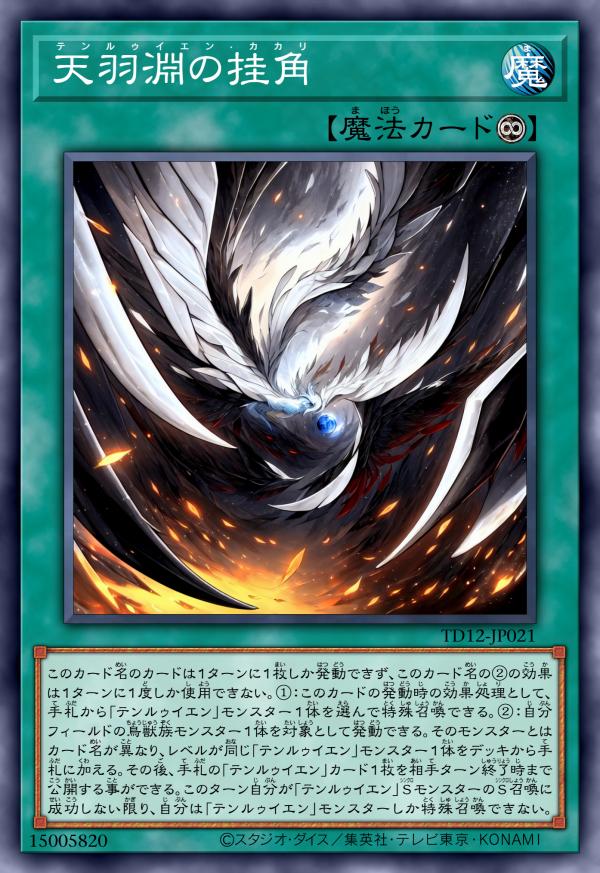 テンルゥイエン・カカリ
天羽淵の挂角
ま
魔
ま ほう
【魔法カード♾】
TD12-JP021
このカード名のカードは1ターンに1枚しか発動できず、このカード名の②の効果
は1ターンに1度しか使用できない。①:このカードの発動時の効果処理として、
手札から「テンルゥイエン」モンスター1体を選んで特殊召喚できる。②:自分
フィールドの鳥獣族モンスター1体を対象として発動できる。そのモンスターとは
カード名が異なり、レベルが同じ「テンルゥイエン」モンスター1体をデッキから手
札に加える。その後、手札の「テンルゥイエン」カード1枚を相手ターン終了時まで
公開する事ができる。このターン自分が「テンルゥイエン」SモンスターのS召喚に
成功しない限り、自分は「テンルゥイエン」モンスターしか特殊召喚できない。
15005820 ©スタジオ・ダイス/集英社・テレビ東京・KONAMI